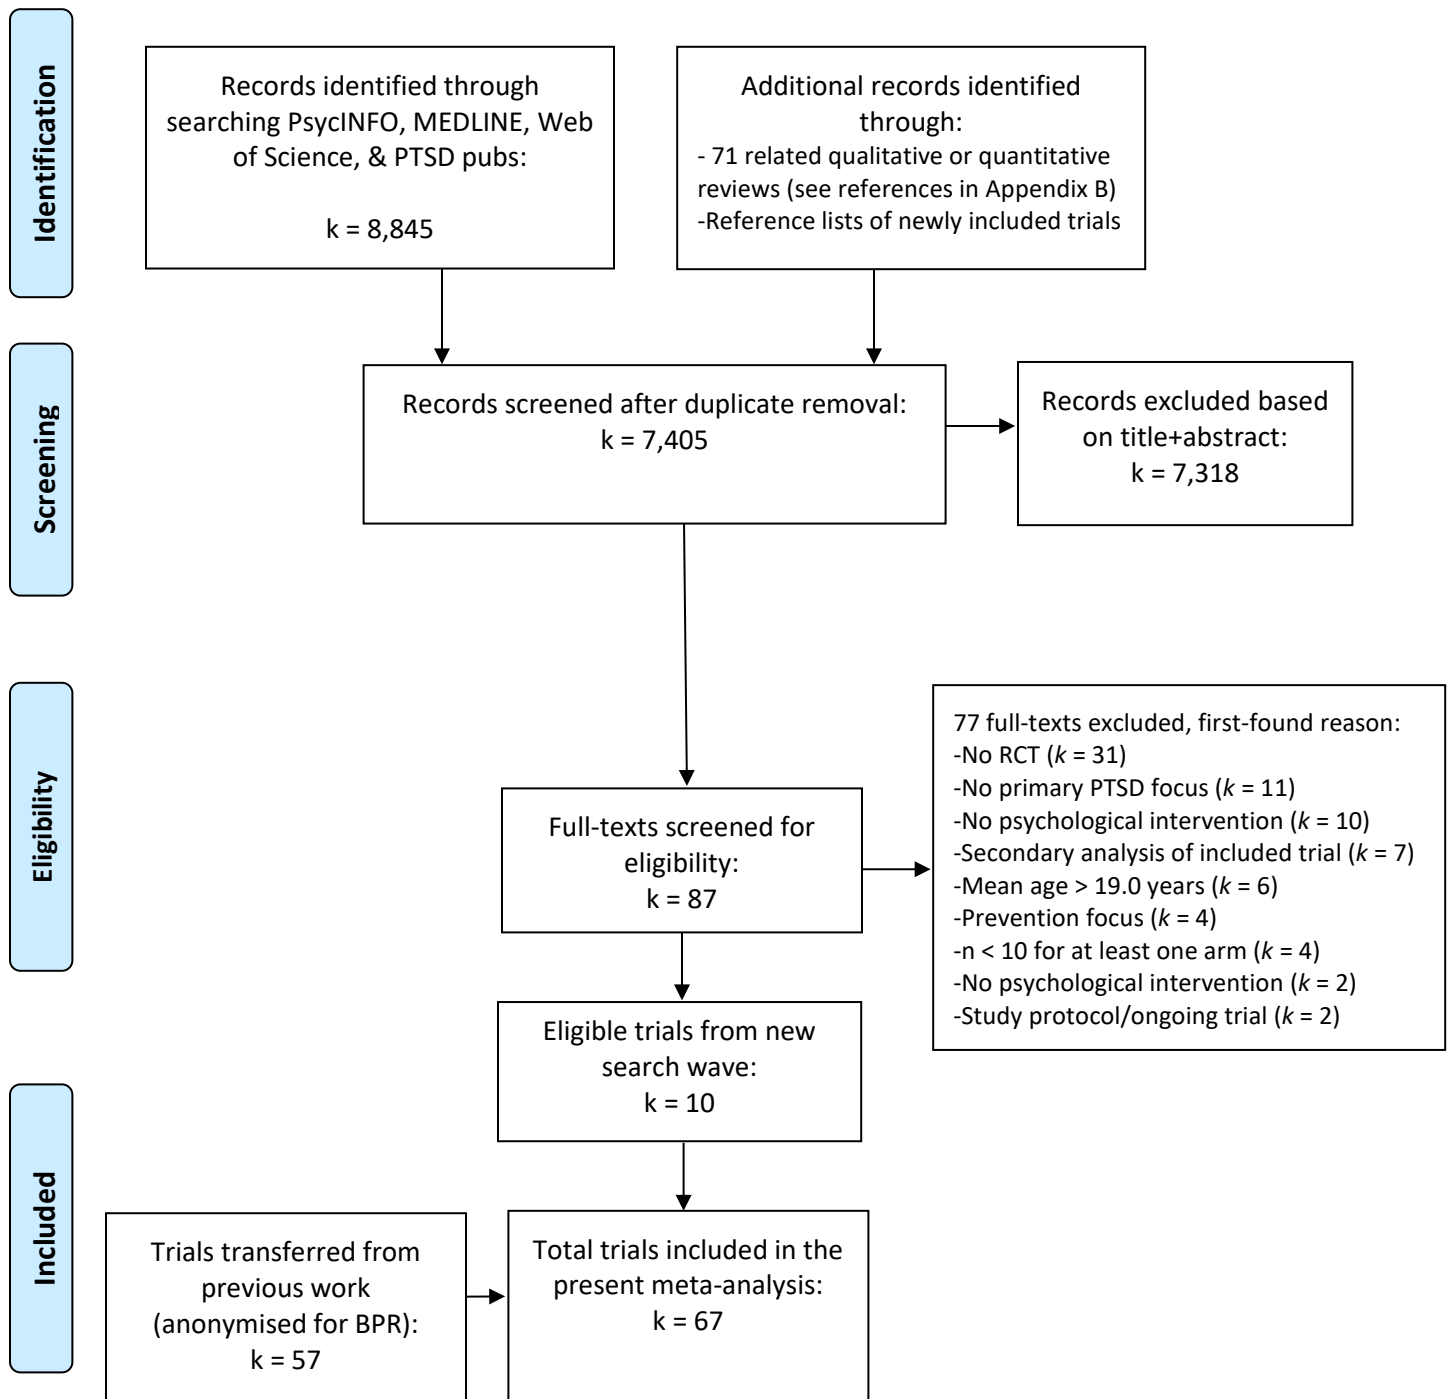 Identification
Records identified through
searching PsycINFO, MEDLINE, Web
of Science, & PTSD pubs:
k = 8,845
Additional records identified
through:
- 71 related qualitative or quantitative
reviews (see references in Appendix B)
-Reference lists of newly included trials
Screening
Records screened after duplicate removal:
k = 7,405
Records excluded based
on title+abstract:
k = 7,318
Eligibility
Full-texts screened for
eligibility:
k = 87
77 full-texts excluded, first-found reason:
-No RCT (k = 31)
-No primary PTSD focus (k = 11)
-No psychological intervention (k = 10)
-Secondary analysis of included trial (k = 7)
-Mean age > 19.0 years (k = 6)
-Prevention focus (k = 4)
-n < 10 for at least one arm (k = 4)
-No psychological intervention (k = 2)
-Study protocol/ongoing trial (k = 2)
Eligible trials from new
search wave:
k = 10
Included
Trials transferred from
previous work
(anonymised for BPR):
k = 57
Total trials included in the
present meta-analysis:
k = 67